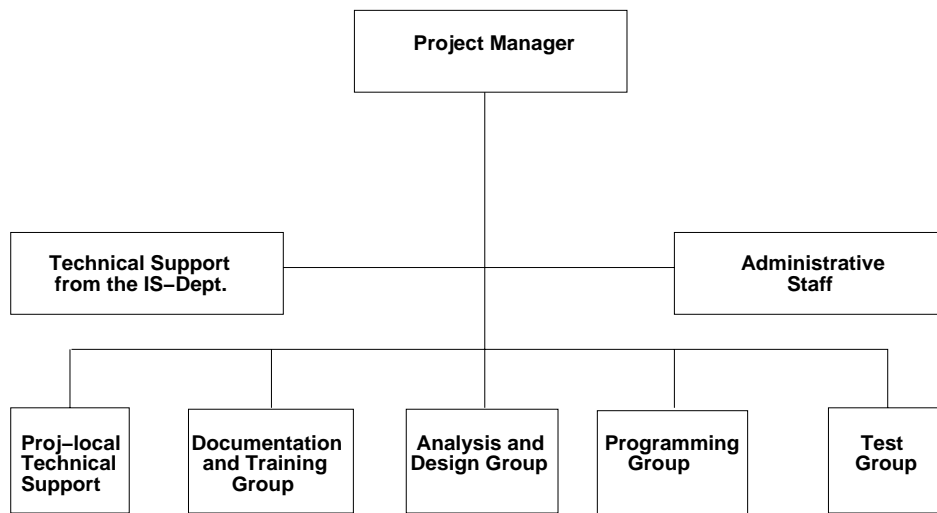 Project Manager
Technical Support
from the IS–Dept.
Administrative
Staff
Proj–local
Technical
Support
Documentation
and Training
Group
Analysis and
Design Group
Programming
Group
Test
Group